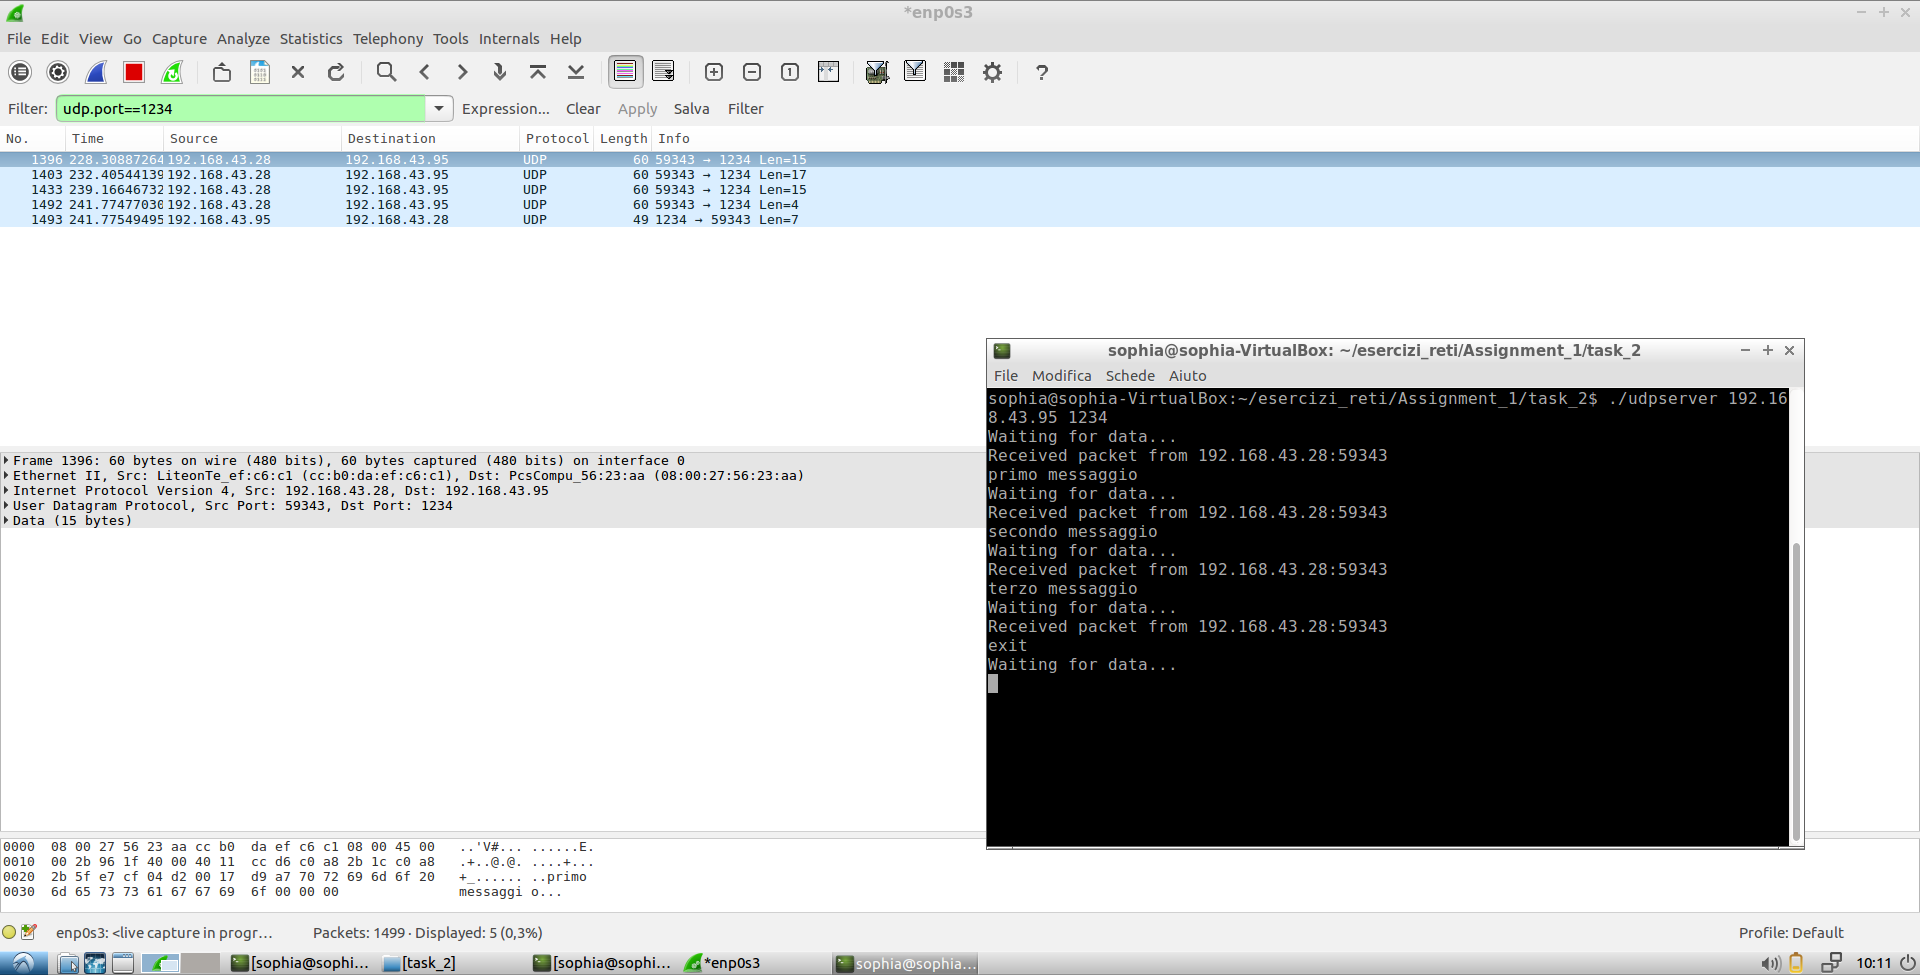 *enp0s3
File Edit View Go Capture Analyze Statistics Telephony Tools Internals Help
Filter: udp.port==1234 Expression... Clear Apply Salva Filter
No. Time Source Destination Protocol Length Info
1396 228.30887264 192.168.43.28 192.168.43.95 UDP 60 59343 → 1234 Len=15
1403 232.40544139 192.168.43.28 192.168.43.95 UDP 60 59343 → 1234 Len=17
1433 239.16646732 192.168.43.28 192.168.43.95 UDP 60 59343 → 1234 Len=15
1492 241.77477030 192.168.43.28 192.168.43.95 UDP 60 59343 → 1234 Len=4
1493 241.77549495 192.168.43.95 192.168.43.28 UDP 49 1234 → 59343 Len=7
sophia@sophia-VirtualBox: ~/esercizi_reti/Assignment_1/task_2
File Modifica Schede Aiuto
sophia@sophia-VirtualBox:~/esercizi_reti/Assignment_1/task_2$ ./udpserver 192.16
8.43.95 1234
Waiting for data...
Received packet from 192.168.43.28:59343
primo messaggio
Waiting for data...
Received packet from 192.168.43.28:59343
secondo messaggio
Waiting for data...
Received packet from 192.168.43.28:59343
terzo messaggio
Waiting for data...
Received packet from 192.168.43.28:59343
exit
Waiting for data...
Frame 1396: 60 bytes on wire (480 bits), 60 bytes captured (480 bits) on interface 0
Ethernet II, Src: LiteonTe_ef:c6:c1 (cc:b0:da:ef:c6:c1), Dst: PcsCompu_56:23:aa (08:00:27:56:23:aa)
Internet Protocol Version 4, Src: 192.168.43.28, Dst: 192.168.43.95
User Datagram Protocol, Src Port: 59343, Dst Port: 1234
Data (15 bytes)
0000 08 00 27 56 23 aa cc b0 da ef c6 c1 08 00 45 00 ..'V#... ......E.
0010 00 2b 96 1f 40 00 40 11 cc d6 c0 a8 2b 1c c0 a8 .+..@.@. ....+...
0020 2b 5f e7 cf 04 d2 00 17 d9 a7 70 72 69 6d 6f 20 +_...... ..primo
0030 6d 65 73 73 61 67 67 69 6f 00 00 00 messaggi o...
enp0s3: <live capture in progr... Packets: 1499 · Displayed: 5 (0,3%) Profile: Default
[sophia@sophi... [task_2] [sophia@sophi... *enp0s3 sophia@sophia... 10:11